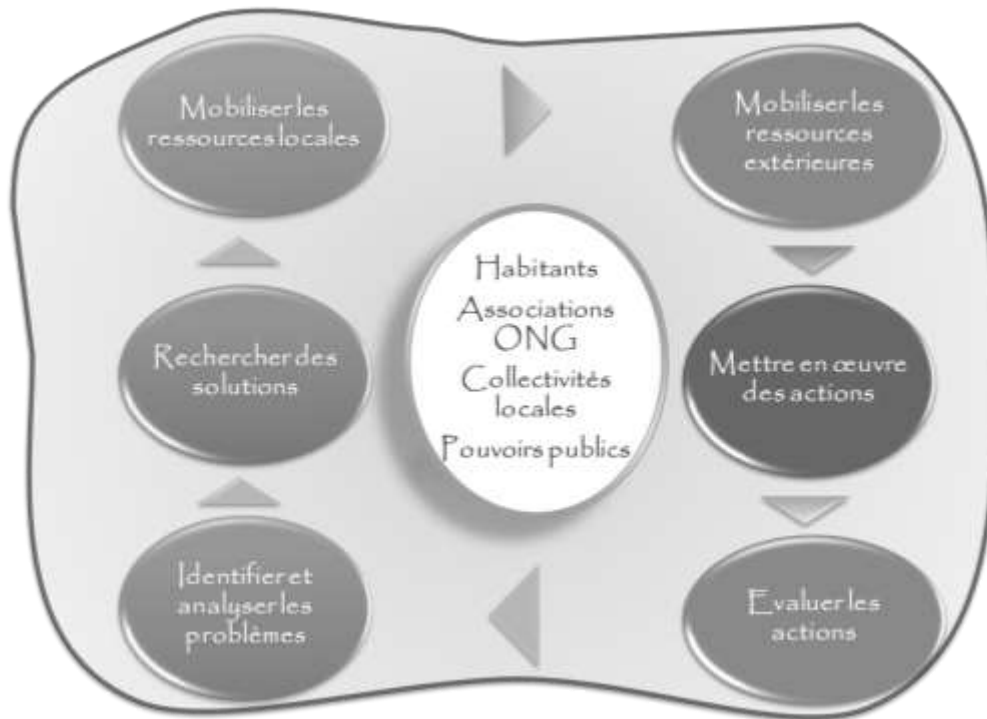 Mobiliser les
ressources locales
Mobiliser les
ressources
extérieures
Habitants
Associations
ONG
Collectivités
locales
Pouvoirs publics
Rechercher des
solutions
Mettre en œuvre
des actions
Identifier et
analyser les
problèmes
Evaluer les
actions